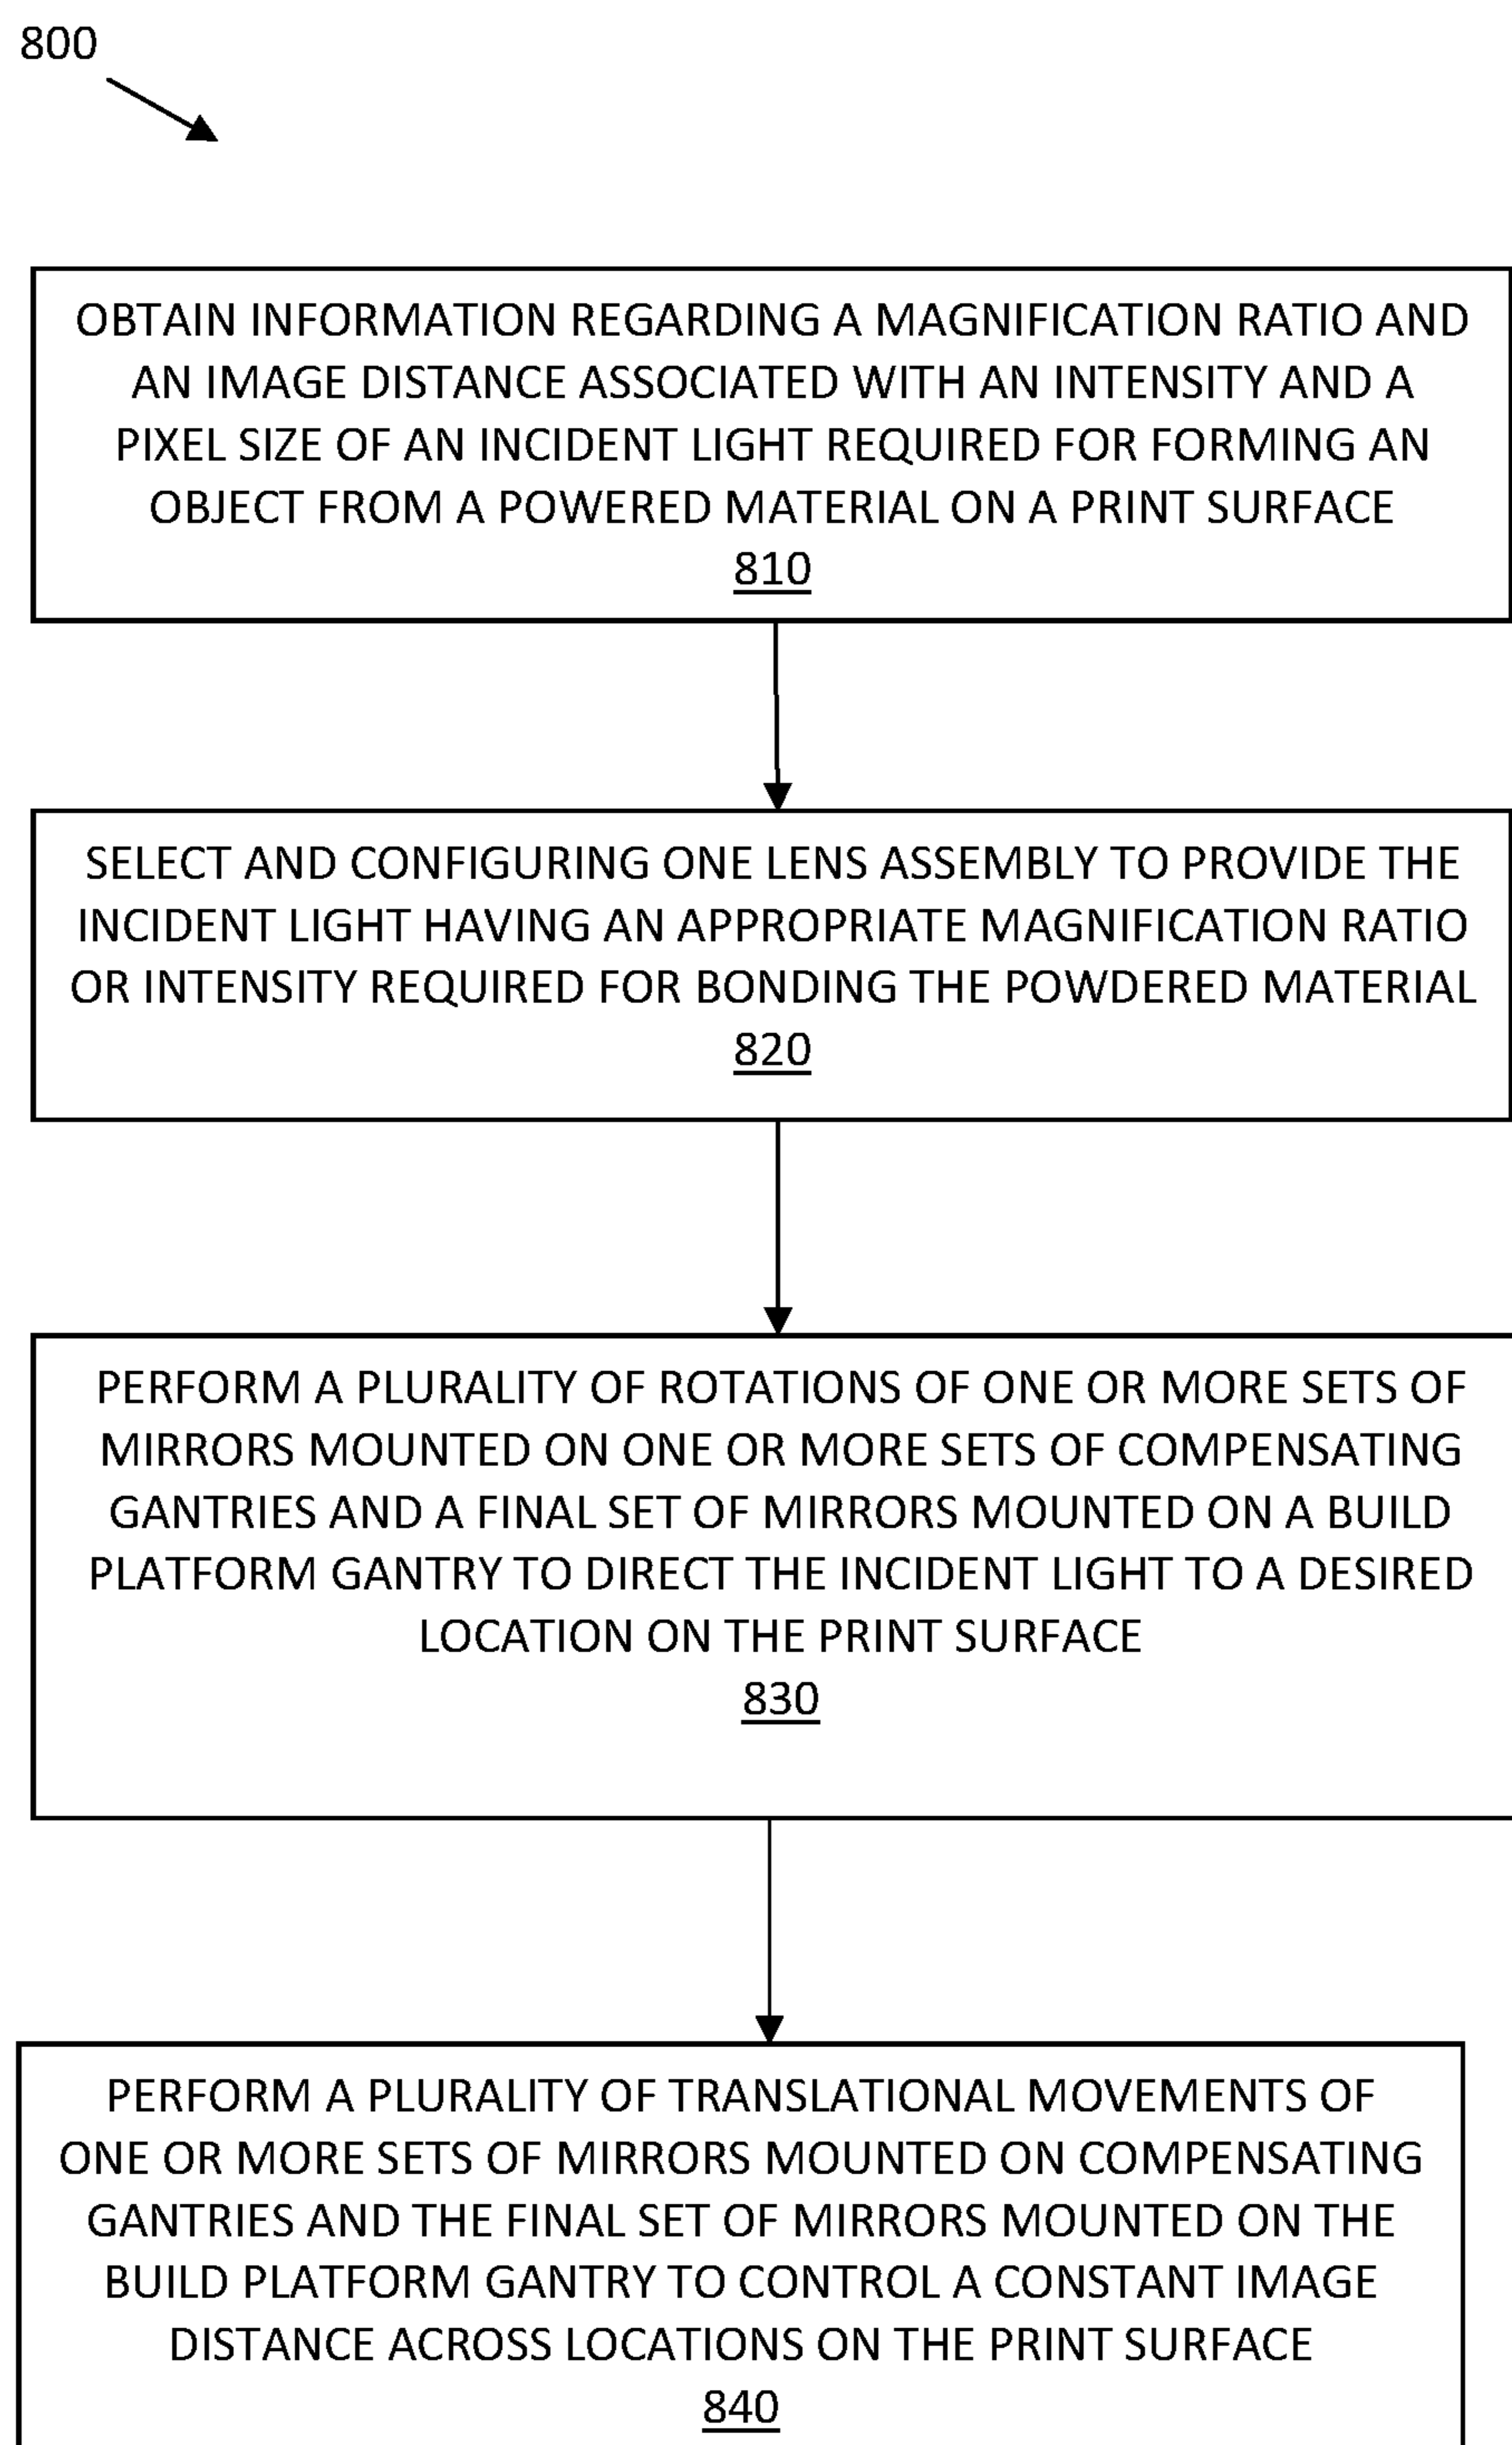 800
OBTAIN INFORMATION REGARDING A MAGNIFICATION RATIO AND
AN IMAGE DISTANCE ASSOCIATED WITH AN INTENSITY AND A
PIXEL SIZE OF AN INCIDENT LIGHT REQUIRED FOR FORMING AN
OBJECT FROM A POWERED MATERIAL ON A PRINT SURFACE
810
SELECT AND CONFIGURING ONE LENS ASSEMBLY TO PROVIDE THE
INCIDENT LIGHT HAVING AN APPROPRIATE MAGNIFICATION RATIO
OR INTENSITY REQUIRED FOR BONDING THE POWDERED MATERIAL
820
PERFORM A PLURALITY OF ROTATIONS OF ONE OR MORE SETS OF
MIRRORS MOUNTED ON ONE OR MORE SETS OF COMPENSATING
GANTRIES AND A FINAL SET OF MIRRORS MOUNTED ON A BUILD
PLATFORM GANTRY TO DIRECT THE INCIDENT LIGHT TO A DESIRED
LOCATION ON THE PRINT SURFACE
830
PERFORM A PLURALITY OF TRANSLATIONAL MOVEMENTS OF
ONE OR MORE SETS OF MIRRORS MOUNTED ON COMPENSATING
GANTRIES AND THE FINAL SET OF MIRRORS MOUNTED ON THE
BUILD PLATFORM GANTRY TO CONTROL A CONSTANT IMAGE
DISTANCE ACROSS LOCATIONS ON THE PRINT SURFACE
840